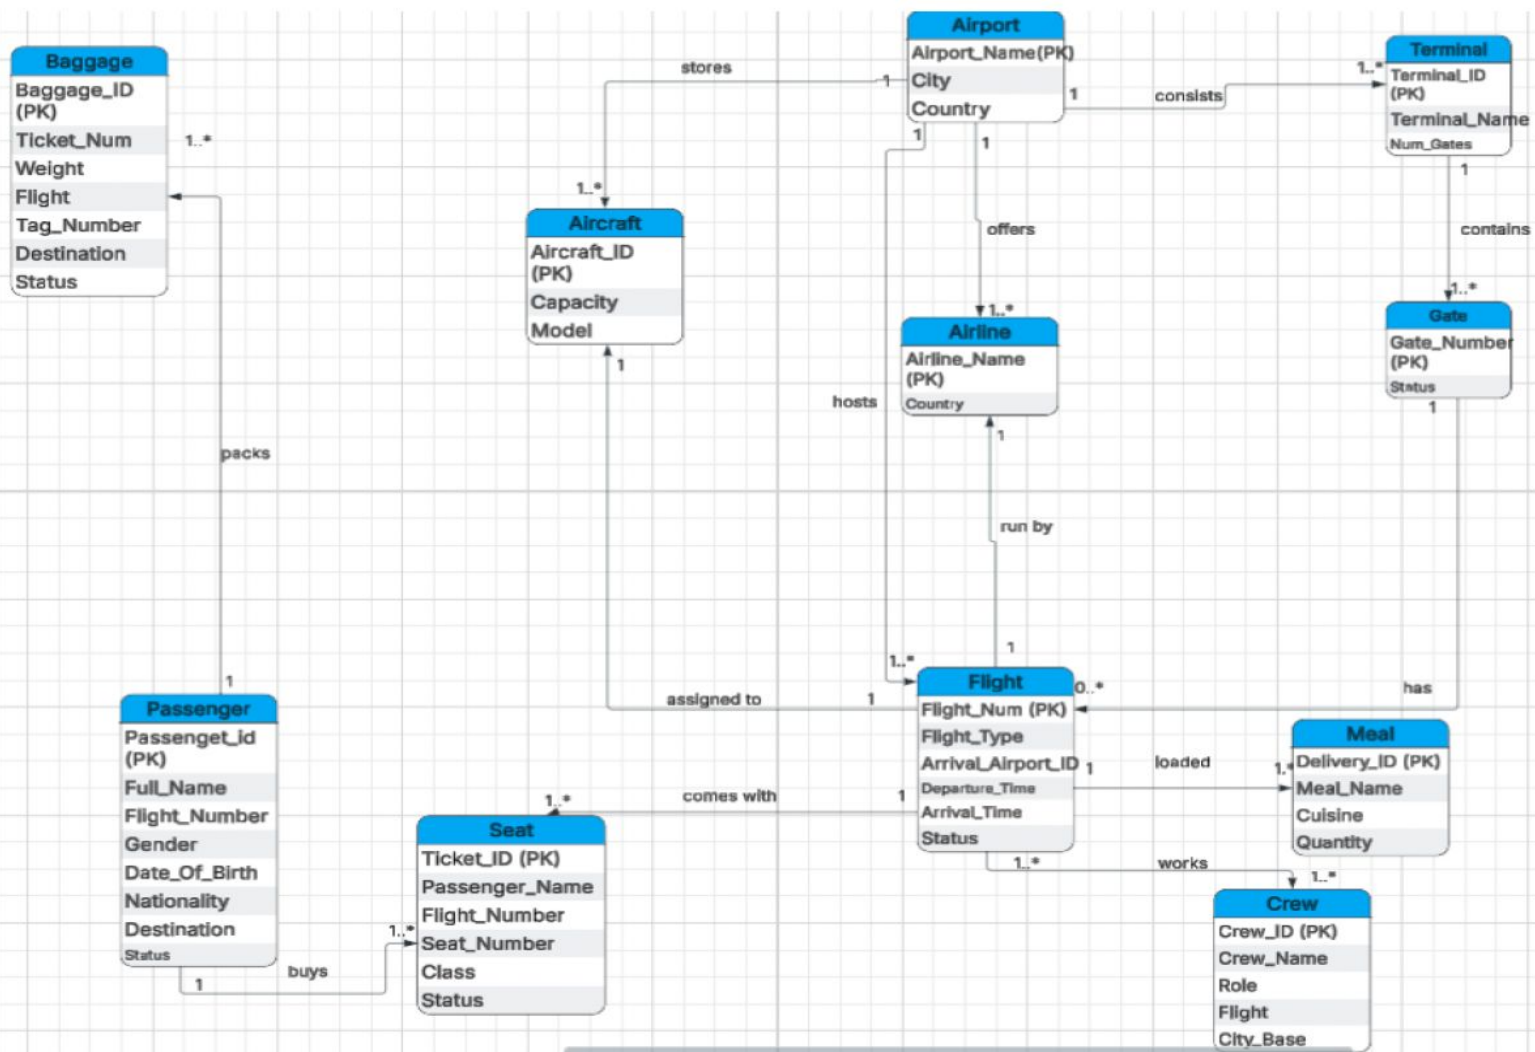 Airport
Airport_Name(PK)
City
Country
Baggage
Baggage_ID
(PK)
Ticket_Num
Weight
Flight
Tag_Number
Destination
Status
1..*
stores
1
1
consists
1..*
Terminal
Terminal_ID
(PK)
Terminal_Name
Num_Gates
1
1
1
contains
1..*
Aircraft
Aircraft_ID
(PK)
Capacity
Model
1
offers
1..*
Airline
Airline_Name
(PK)
Country
1
1..*
Gate
Gate_Number
(PK)
Status
1
hosts
packs
run by
1
1
1..*
Flight
Flight_Num (PK)
Flight_Type
Arrival_Airport_ID
Departure_Time
Arrival_Time
Status
0..*
has
assigned to
1
Passenger
Passenget_id
(PK)
Full_Name
Flight_Number
Gender
Date_Of_Birth
Nationality
Destination
Status
1
loaded
1.*
Meal
Delivery_ID (PK)
Meal_Name
Cuisine
Quantity
1..*
comes with
1
Seat
Ticket_ID (PK)
Passenger_Name
Flight_Number
Seat_Number
Class
Status
1..*
works
1..*
Crew
Crew_ID (PK)
Crew_Name
Role
Flight
City_Base
1
buys
1..*